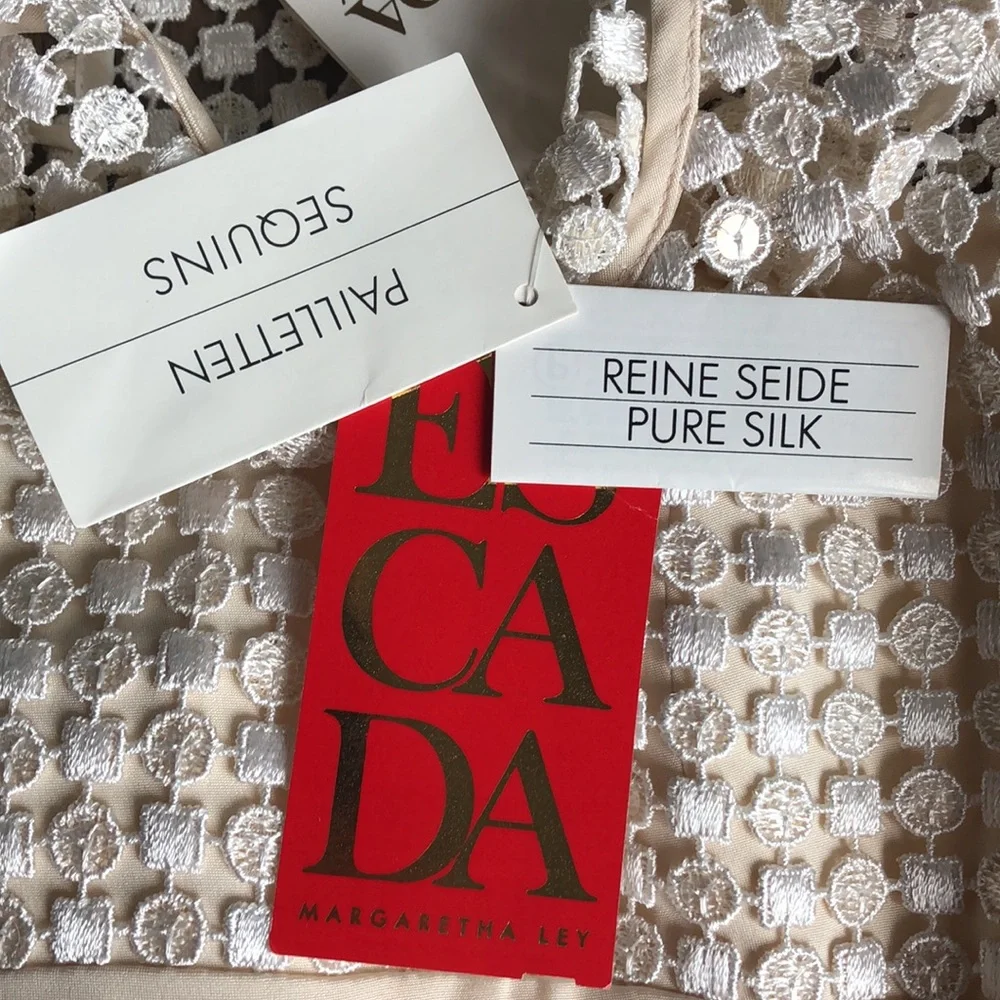 PAILLETTEN
SEQUINS
REINE SEIDE
PURE SILK
ES
CA
DA
MARGARETHA LEY